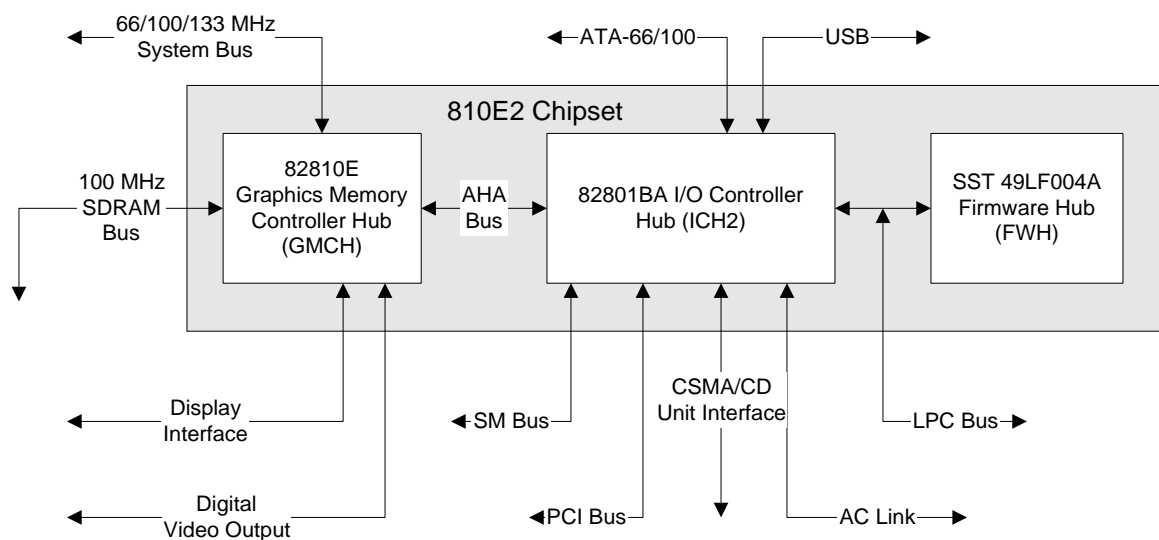 66/100/133 MHz
System Bus
ATA-66/100
USB
810E2 Chipset
82810E
Graphics Memory
Controller Hub
(GMCH)
100 MHz
SDRAM
Bus
AHA
Bus
82801BA I/O Controller
Hub (ICH2)
SST 49LF004A
Firmware Hub
(FWH)
Display
Interface
SM Bus
CSMA/CD
Unit Interface
LPC Bus
Digital
Video Output
PCI Bus
AC Link